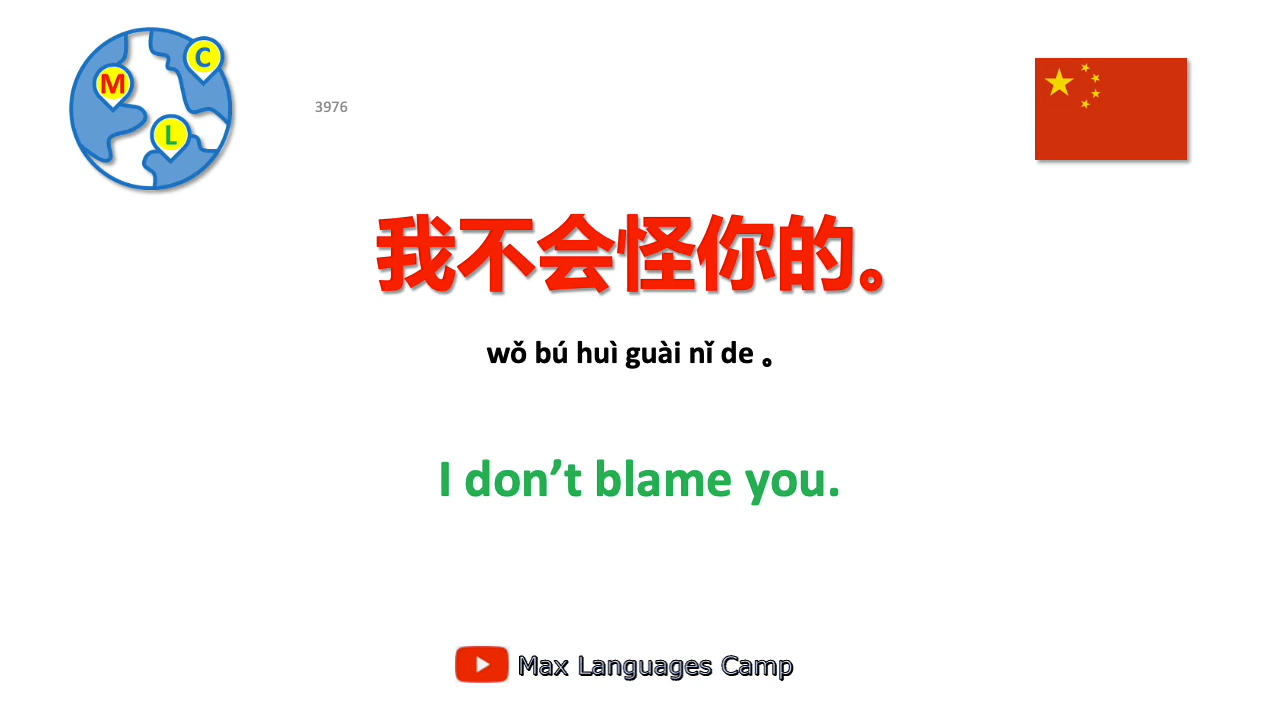 M
C
L
3976
我不会怪你的。
wǒ bú huì guài nǐ de 。
I don’t blame you.
Max Languages Camp